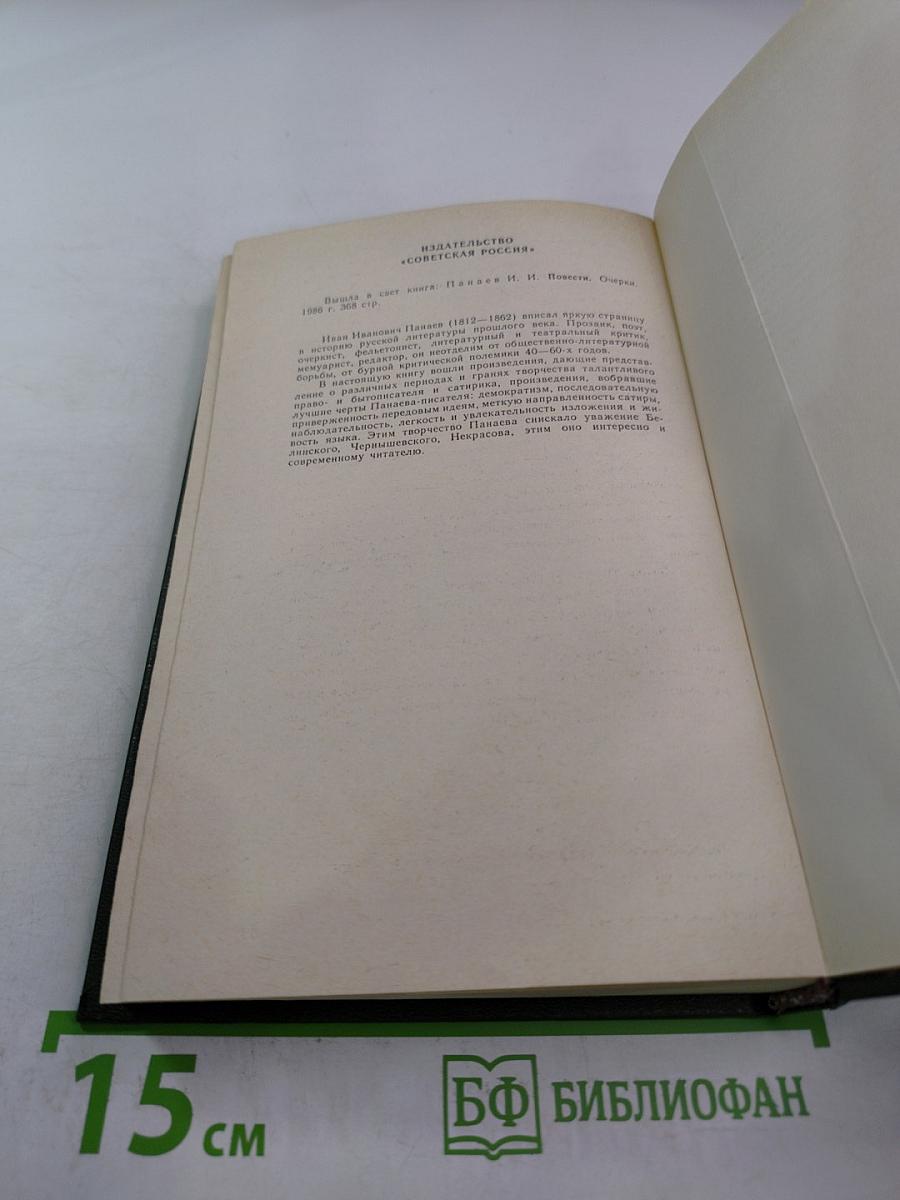 ИЗДАТЕЛЬСТВО
«СОВЕТСКАЯ РОССИЯ»
Вышла в свет книга: Панаев И. И. Повести. Очерки.
1986 г. 368 стр.
Иван Иванович Панаев (1812—1862) вписал яркую страницу
в историю русской литературы прошлого века. Прозаик, поэт,
очеркист, фельетонист, литературный и театральный критик,
мемуарист, редактор, он неотделим от общественно-литературной
борьбы, от бурной критической полемики 40—60-х годов.
В настоящую книгу вошли произведения, дающие представ-
ление о различных периодах и гранях творчества талантливого
право- и бытописателя и сатирика, произведения, вобравшие
лучшие черты Панаева-писателя: демократизм, последовательную
приверженность передовым идеям, меткую направленность сатиры,
наблюдательность, легкость и увлекательность изложения и жи-
вость языка. Этим творчество Панаева снискало уважение Бе-
линского, Чернышевского, Некрасова, этим оно интересно и
современному читателю.
15 см
БФ БИБЛИОФАН